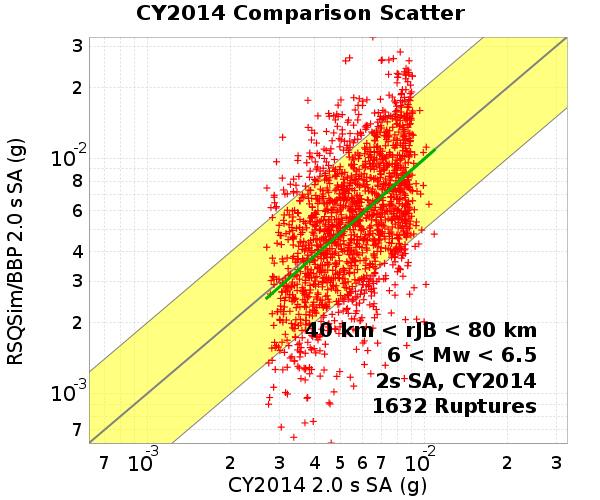 CY2014 Comparison Scatter
RSQSim/BBP 2.0 s SA (g)
3
2
10-2
8
6
4
3
2
10-3
7
40 km < rJB < 80 km
6 < Mw < 6.5
2s SA, CY2014
1632 Ruptures
7 10-3 2 3 4 5 6 7 10-2 2 3
CY2014 2.0 s SA (g)